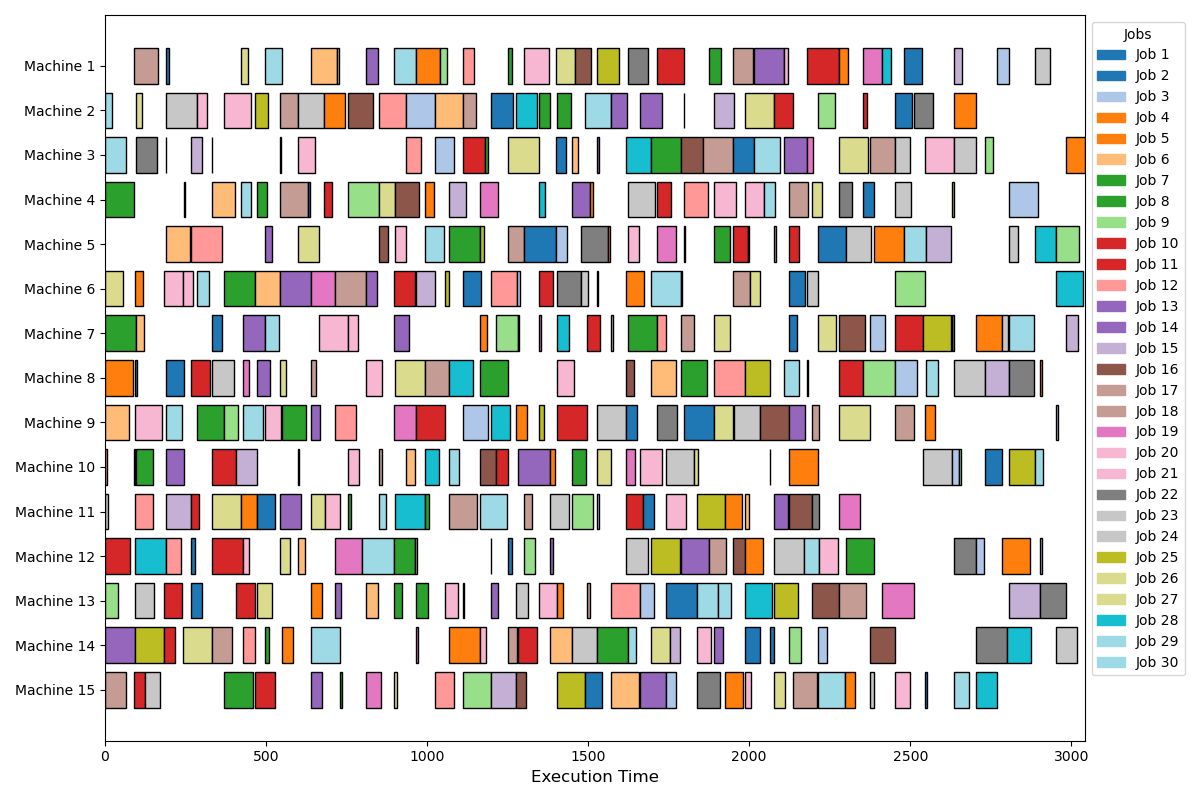 Machine 1
Machine 2
Machine 3
Machine 4
Machine 5
Machine 6
Machine 7
Machine 8
Machine 9
Machine 10
Machine 11
Machine 12
Machine 13
Machine 14
Machine 15
0 500 1000 1500 2000 2500 3000
Execution Time
Jobs
Job 1
Job 2
Job 3
Job 4
Job 5
Job 6
Job 7
Job 8
Job 9
Job 10
Job 11
Job 12
Job 13
Job 14
Job 15
Job 16
Job 17
Job 18
Job 19
Job 20
Job 21
Job 22
Job 23
Job 24
Job 25
Job 26
Job 27
Job 28
Job 29
Job 30